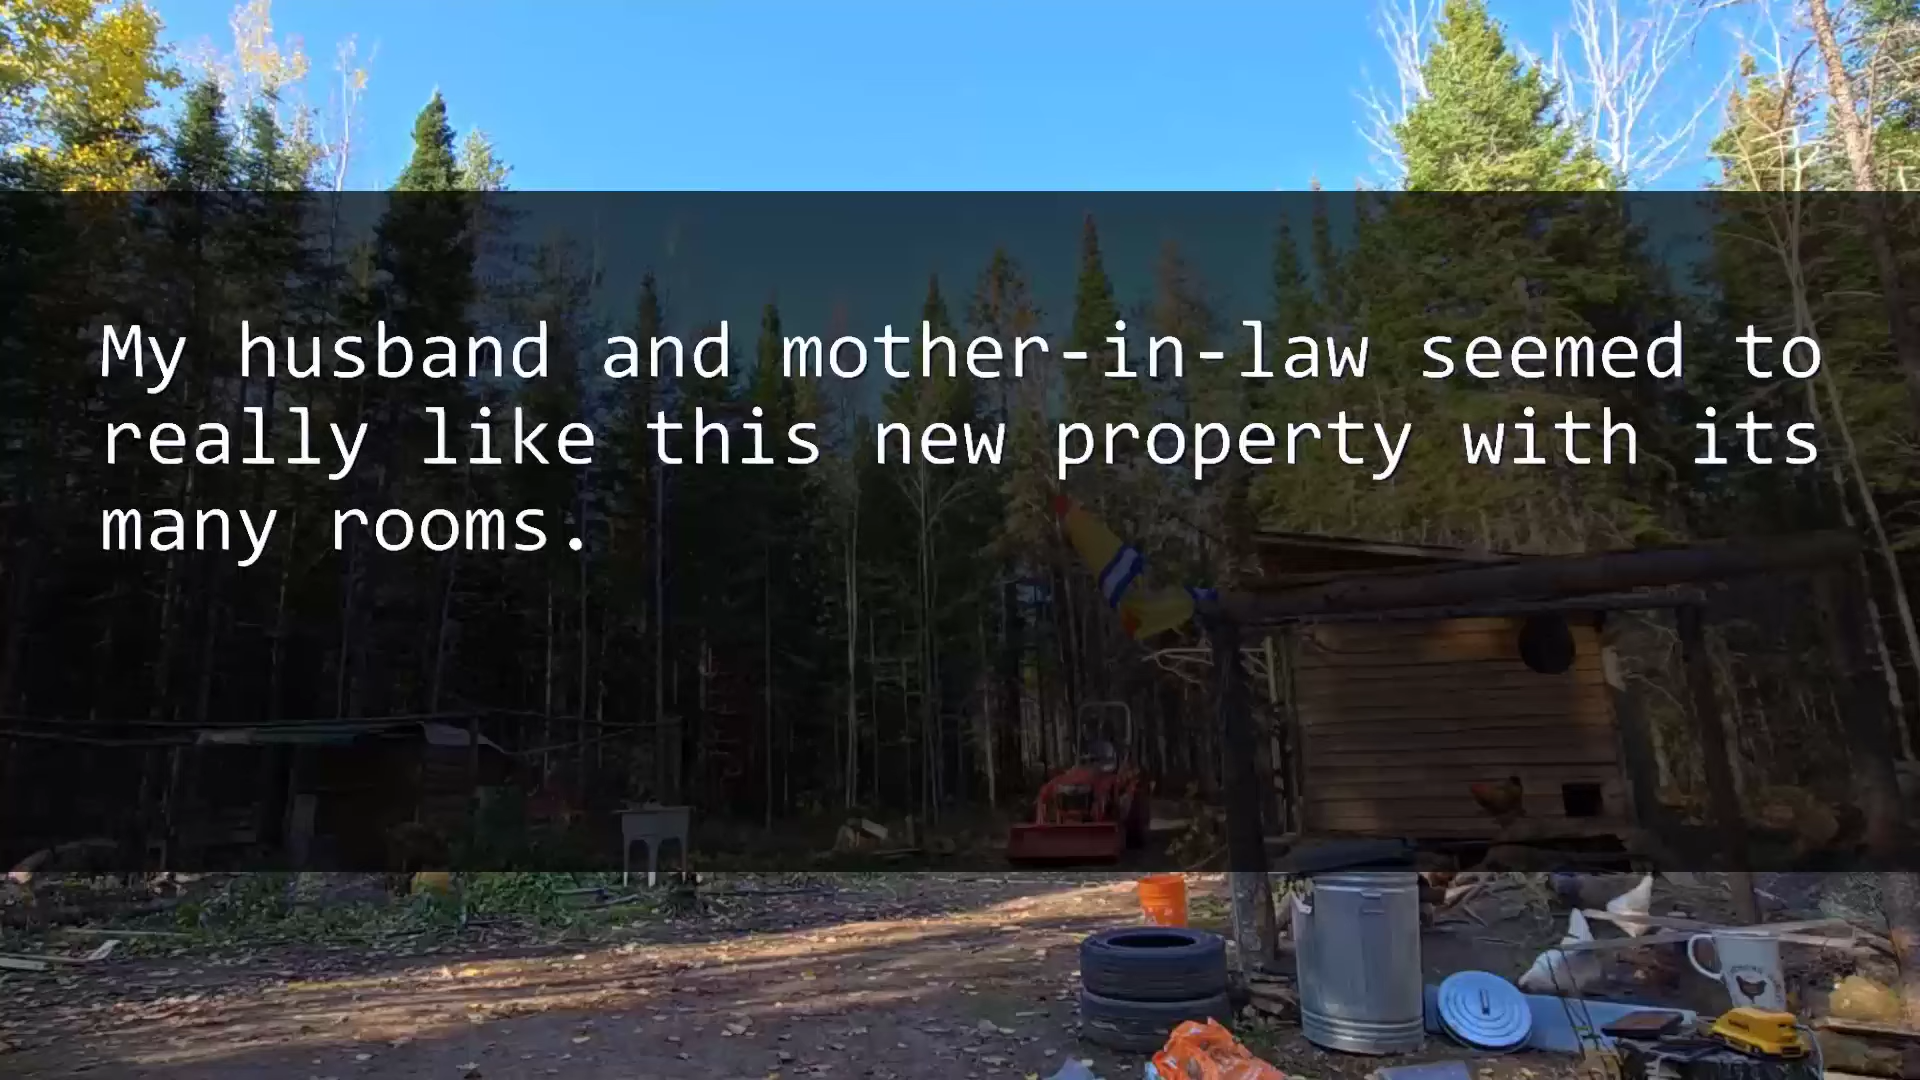 My husband and mother-in-law seemed to
really like this new property with its
many rooms.